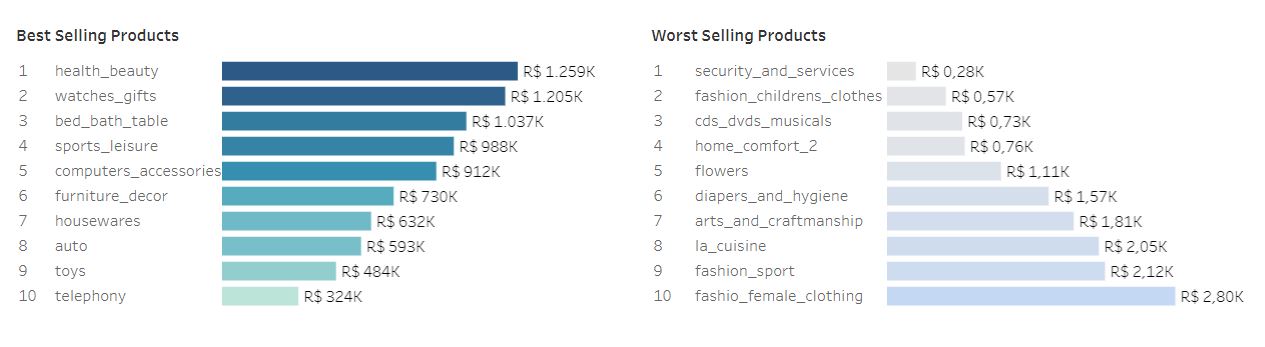 Best Selling Products
1 health_beauty R$ 1.259K
2 watches_gifts R$ 1.205K
3 bed_bath_table R$ 1.037K
4 sports_leisure R$ 988K
5 computers_accessories R$ 912K
6 furniture_decor R$ 730K
7 housewares R$ 632K
8 auto R$ 593K
9 toys R$ 484K
10 telephony R$ 324K
Worst Selling Products
1 security_and_services R$ 0,28K
2 fashion_childrens_clothes R$ 0,57K
3 cds_dvds_musicals R$ 0,73K
4 home_comfort_2 R$ 0,76K
5 flowers R$ 1,11K
6 diapers_and_hygiene R$ 1,57K
7 arts_and_craftmanship R$ 1,81K
8 la_cuisine R$ 2,05K
9 fashion_sport R$ 2,12K
10 fashio_female_clothing R$ 2,80K